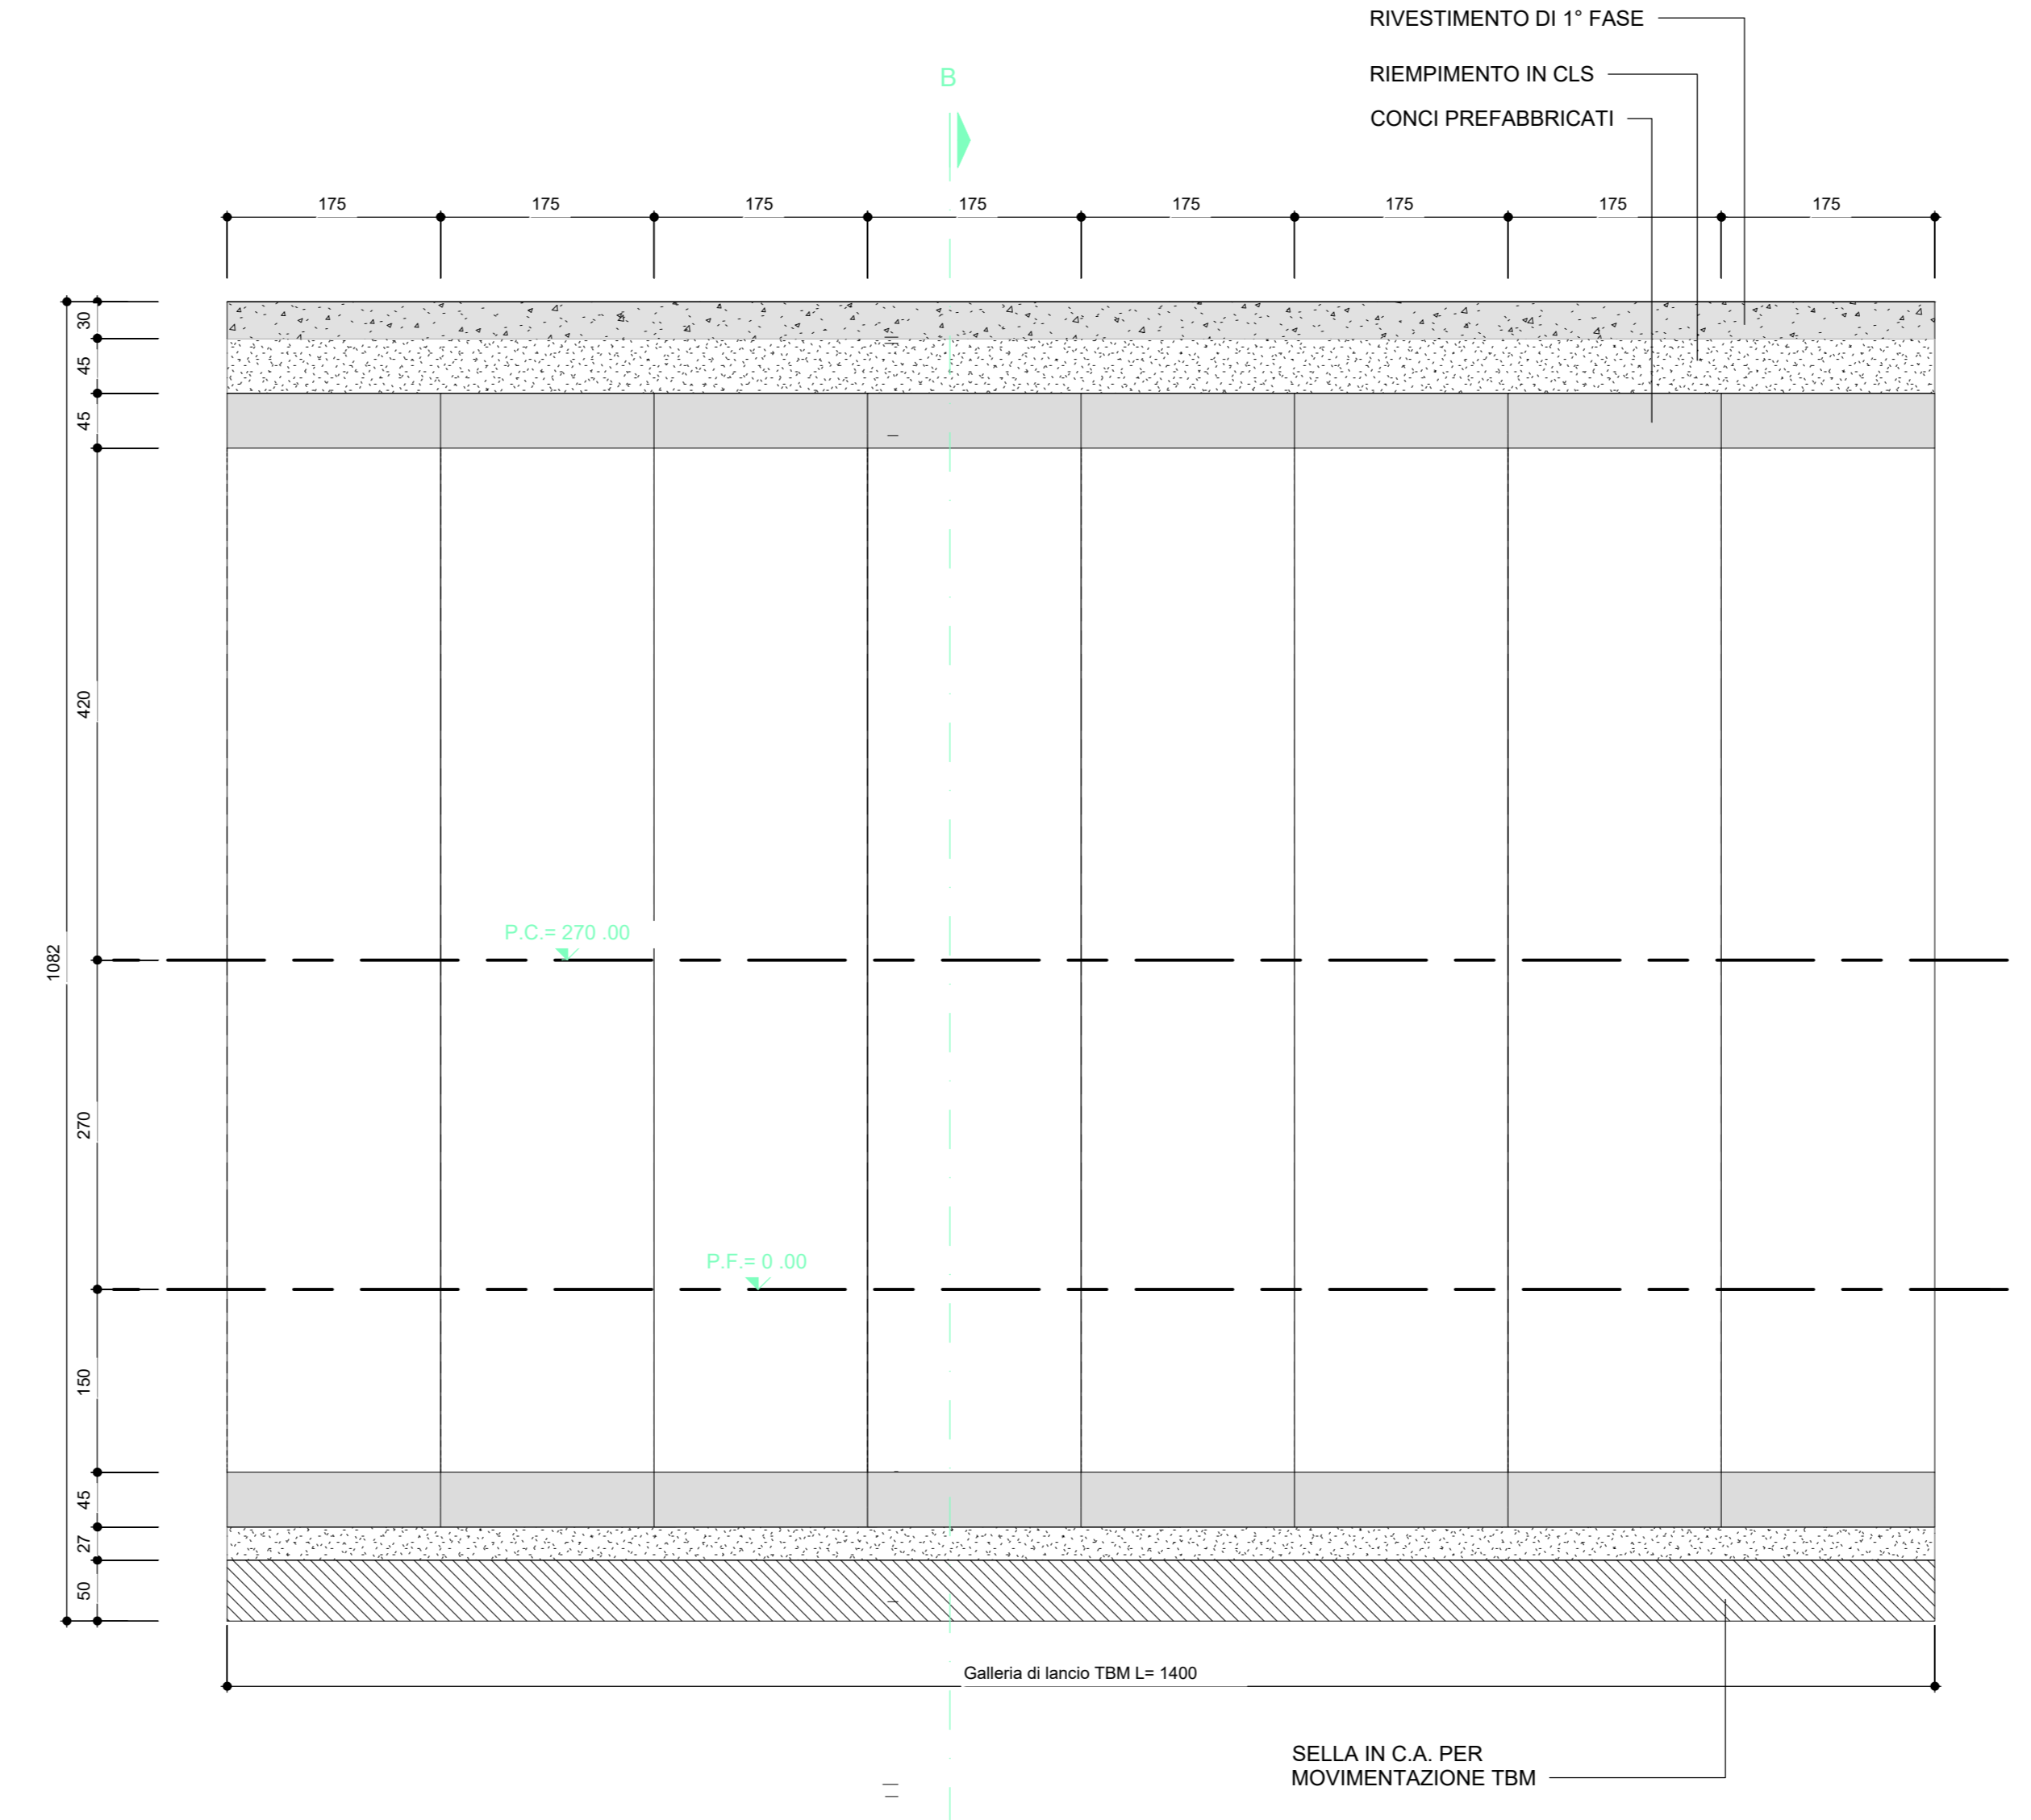 RIVESTIMENTO DI 1° FASE
RIEMPIMENTO IN CLS
CONCI PREFABBRICATI
B
175 175 175 175 175 175 175 175
30
45
45
420
1082
270
150
45
27
50
P.C.= 270 .00
P.F.= 0 .00
Galleria di lancio TBM L= 1400
SELLA IN C.A. PER
MOVIMENTAZIONE TBM